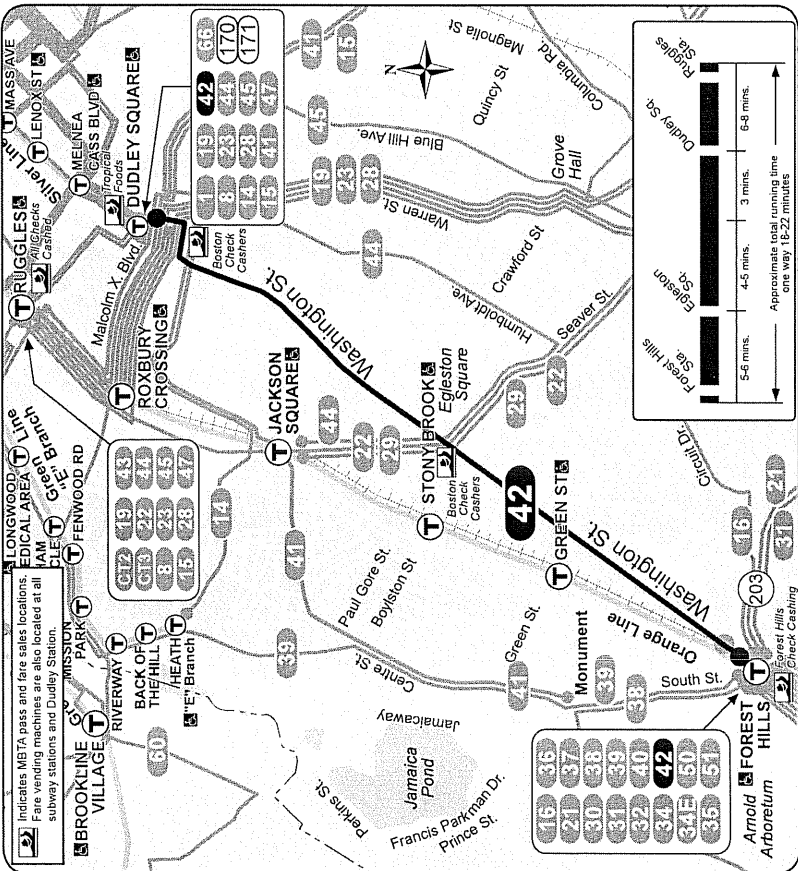 MASS AVE
LENOX ST
MELNEA
CASS BLVD
Silver Line
DUDLEY SQUARE
Tropical
Foods
RUGGLES
All Checks
Cashed
Malcolm X. Blvd.
Boston
Check
Cashers
1 19 42 66
8 23 44 170
14 28 45 171
15 41 47
41
15
Magnolia St
Columbia Rd.
Quincy St
N
45
Blue Hill Ave.
Grove
Hall
19
23
28
Warren St.
44
Crawford St
Humboldt Ave.
Seaver St.
Washington St.
ROXBURY
CROSSING
JACKSON
SQUARE
44
22
29
STONY BROOK
Egleston
Square
Boston
Check
Cashers
29
22
42
GREEN ST
Washington St.
Orange Line
LONGWOOD
MEDICAL AREA
Green Line
"E" Branch
FENWOOD RD
MISSION
PARK
RIVERWAY
BACK OF
THE HILL
HEATH
"E" Branch
BROOKLINE
VILLAGE
60
CT2 19 43
CT3 22 44
8 23 45
15 28 47
14
41
39
Paul Gore St.
Boylston St
Centre St.
Green St.
41
Monument
39
38
South St.
Jamaicaway
Jamaica
Pond
Perkins St.
Francis Parkman Dr.
Prince St.
16 36
21 37
30 38
31 39
32 40
34 42
34E 50
35 51
FOREST
HILLS
Arnold
Arboretum
Forest Hills
Check Cashing
203
16
31
21
Circuit Dr.
Indicates MBTA pass and fare sales locations.
Fare vending machines are also located at all
subway stations and Dudley Station.
Forest Hills
Sta.
Egleston
Sq.
Dudley Sq.
Ruggles
Sta.
5-6 mins.
4-5 mins.
3 mins.
6-8 mins.
Approximate total running time
one way 18-22 minutes